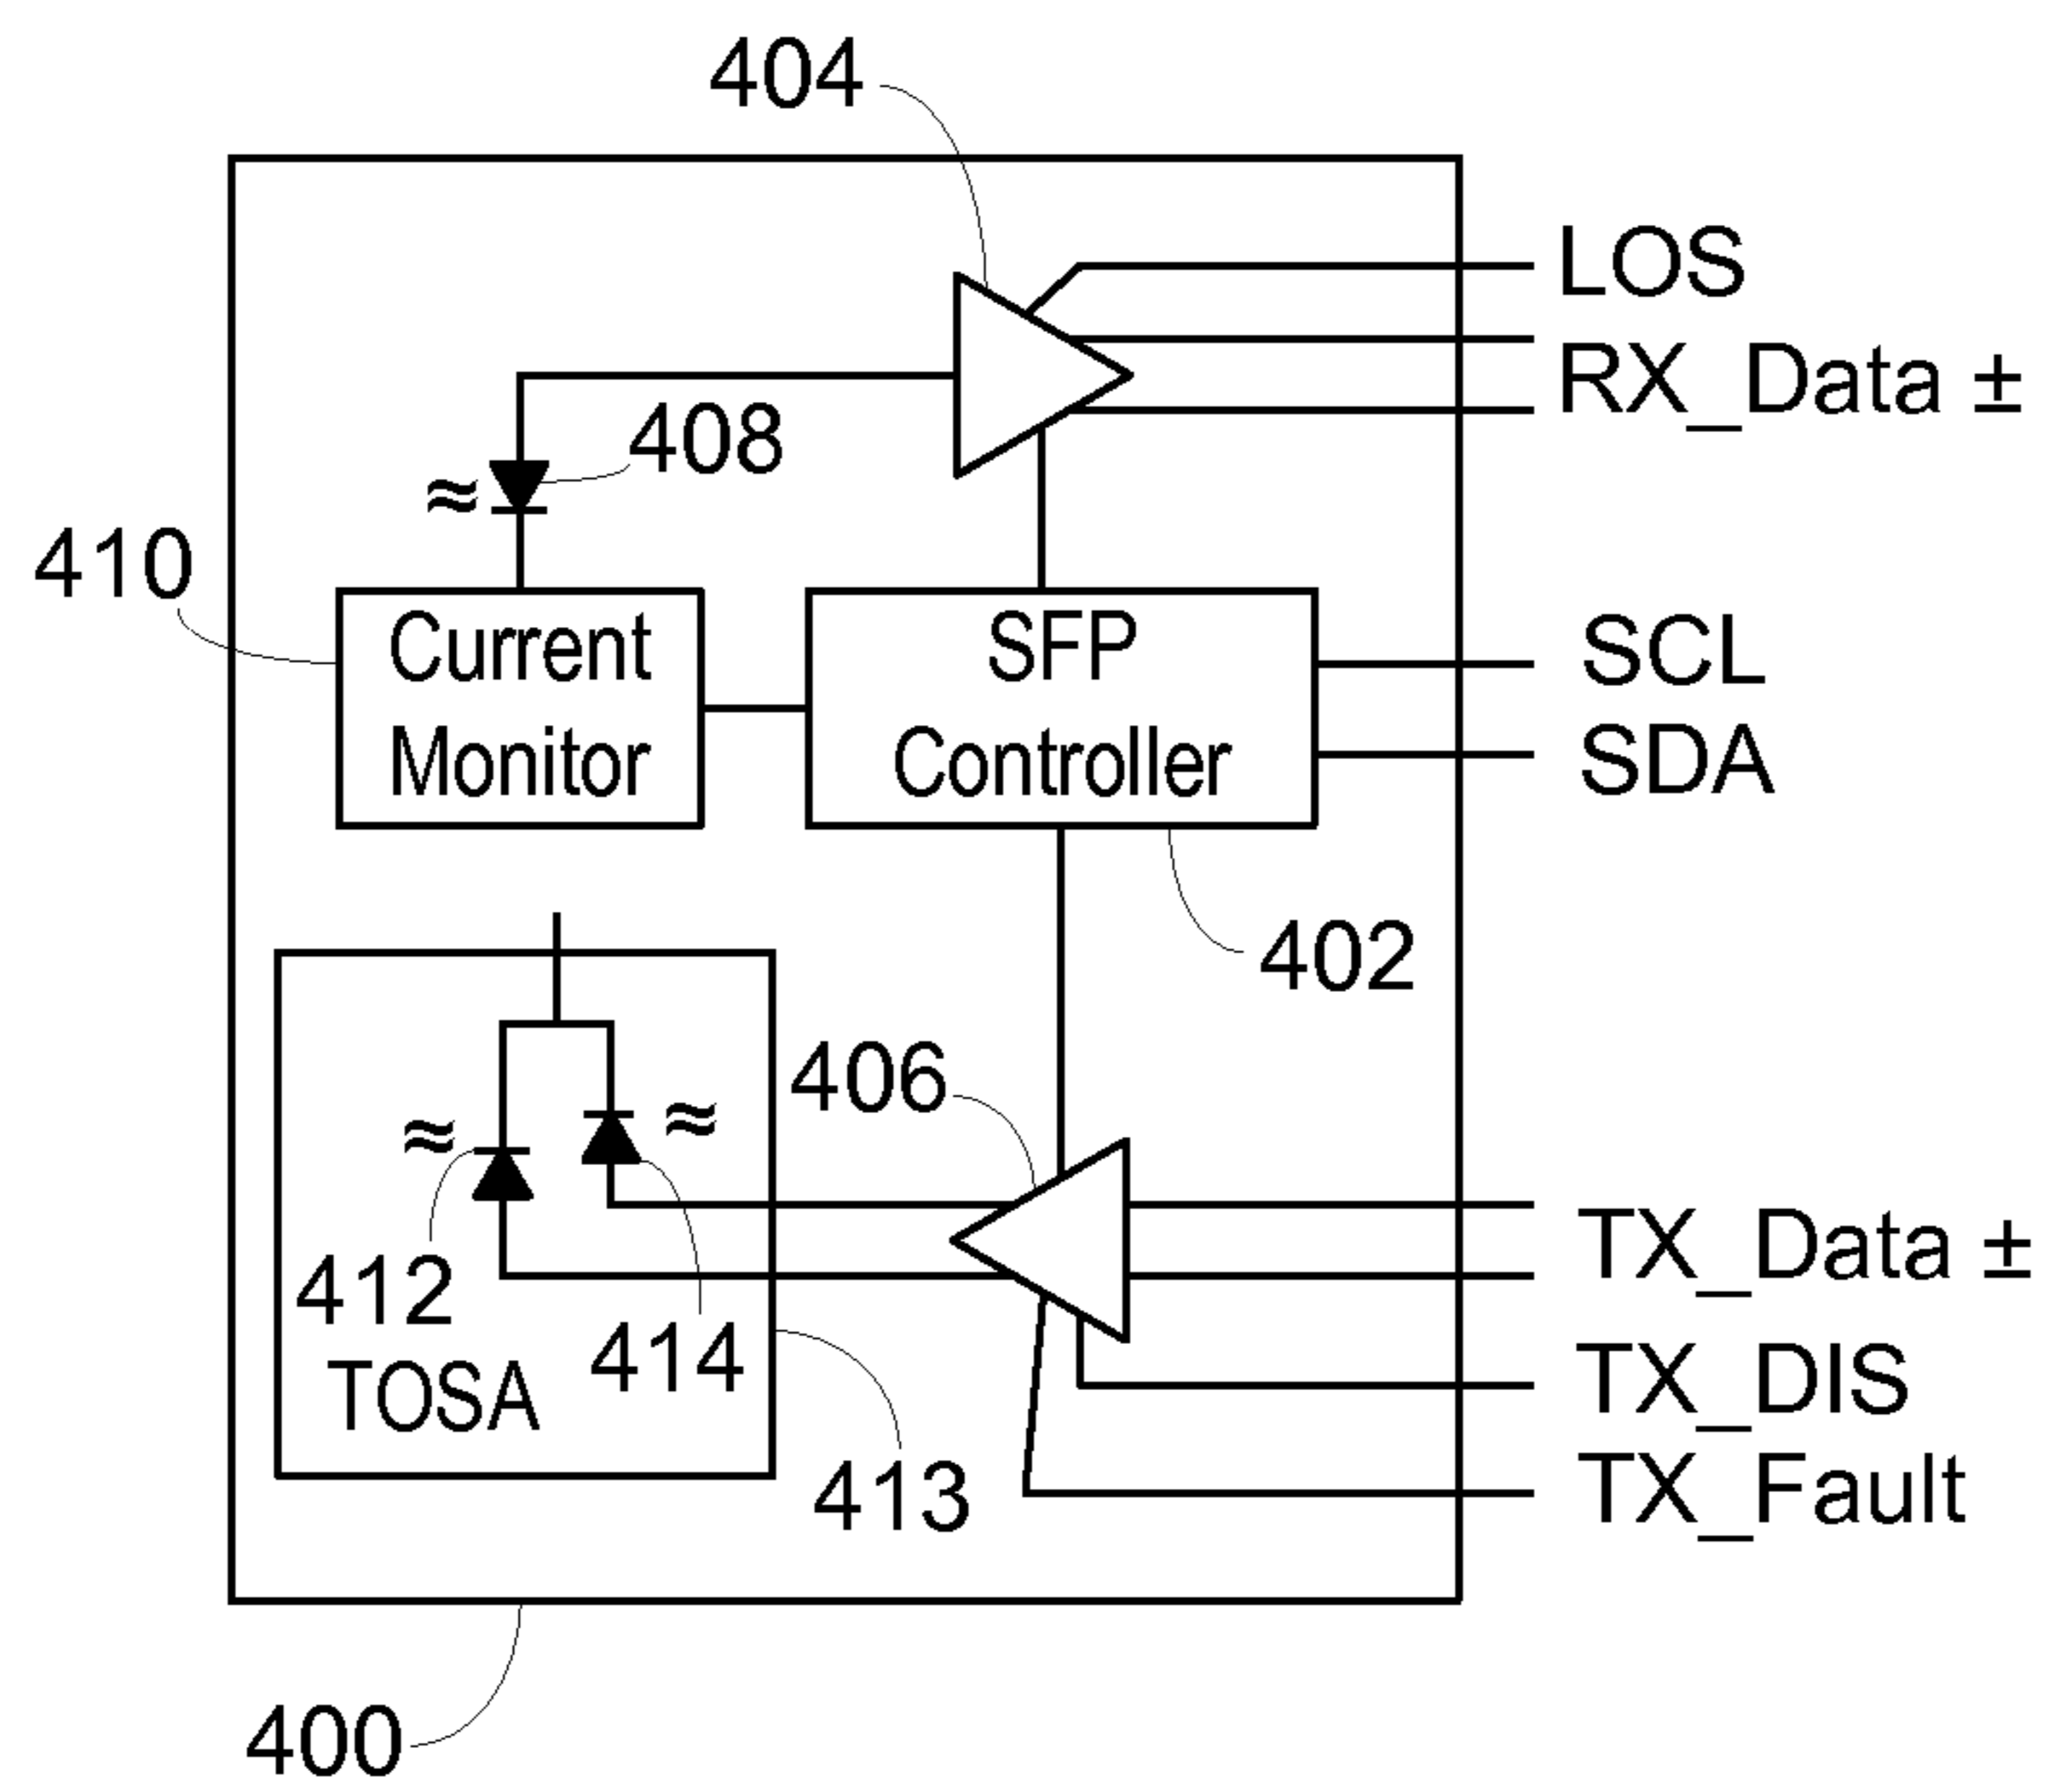 404
LOS
RX_Data ±
408
410
Current
Monitor
SFP
Controller
SCL
SDA
402
406
412
414
TOSA
413
TX_Data ±
TX_DIS
TX_Fault
400